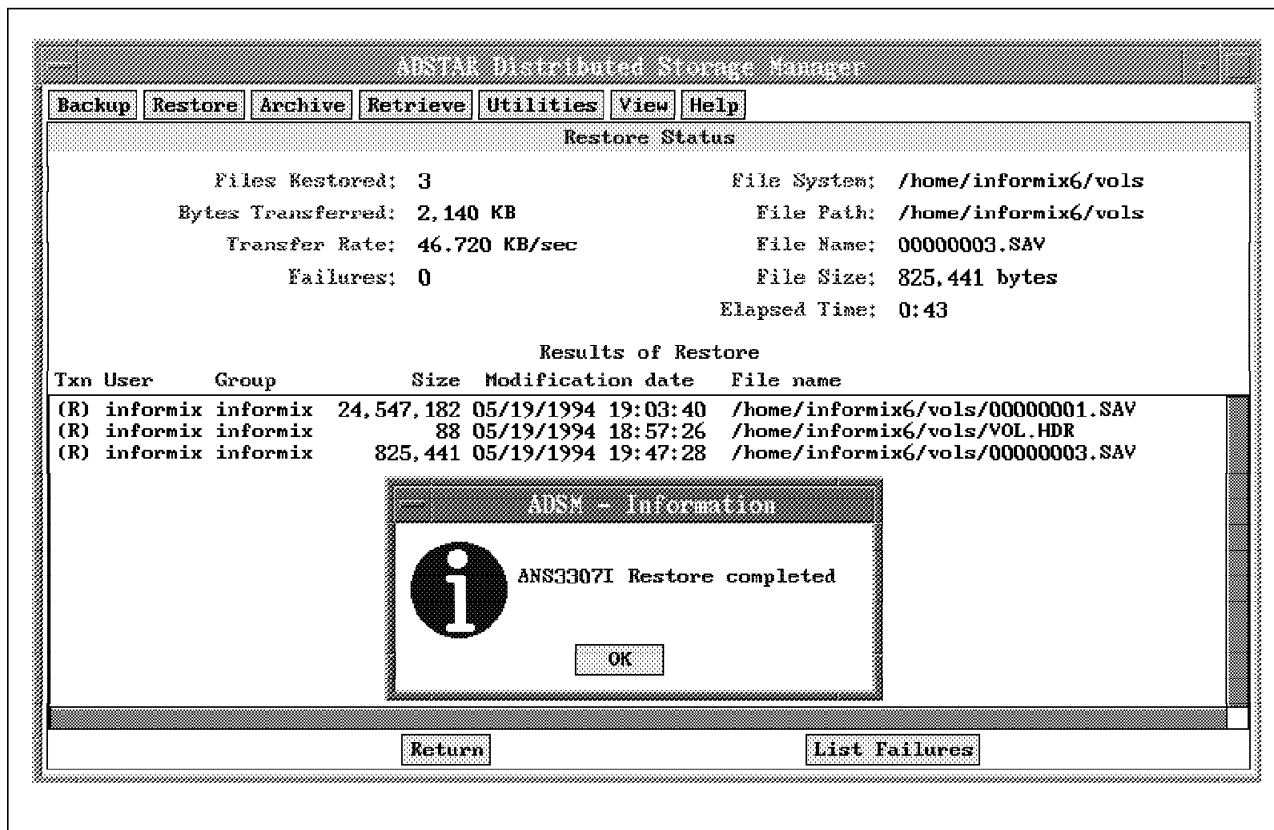 ADSTAR Distributed Storage Manager
Backup Restore Archive Retrieve Utilities View Help
Restore Status
Files Restored: 3 File System: /home/informix6/vols
Bytes Transferred: 2,140 KB File Path: /home/informix6/vols
Transfer Rate: 46.720 KB/sec File Name: 00000003.SAV
Failures: 0 File Size: 825,441 bytes
Elapsed Time: 0:43
Results of Restore
Txn User Group Size Modification date File name
(R) informix informix 24,547,182 05/19/1994 19:03:40 /home/informix6/vols/00000001.SAV
(R) informix informix 88 05/19/1994 18:57:26 /home/informix6/vols/VOL.HDR
(R) informix informix 825,441 05/19/1994 19:47:28 /home/informix6/vols/00000003.SAV
ADSM - Information
ANS3307I Restore completed
OK
Return List Failures